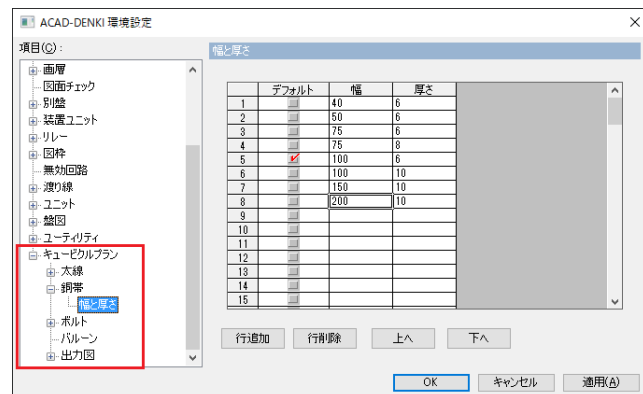 ACAD-DENKI 環境設定
項目(C):
幅と厚さ
画層
図面チェック
別盤
装置ユニット
リレー
図枠
無効回路
渡り線
ユニット
盤図
ユーティリティ
キュービクルプラン
太線
銅帯
幅と厚さ
ボルト
バルーン
出力図
デフォルト 幅 厚さ
1 40 6
2 50 6
3 75 6
4 75 8
5 100 6
6 100 10
7 150 10
8 200 10
9
10
11
12
13
14
15
行追加 行削除 上へ 下へ
OK キャンセル 適用(A)